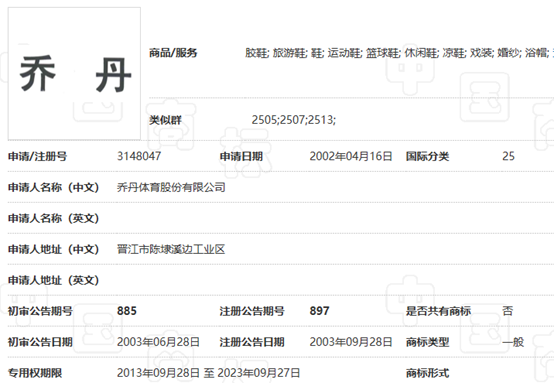 乔 丹
商品/服务 胶鞋; 旅游鞋; 鞋; 运动鞋; 篮球鞋; 休闲鞋; 凉鞋; 戏装; 婚纱; 浴帽;
类似群 2505;2507;2513;
申请/注册号 3148047 申请日期 2002年04月16日 国际分类 25
申请人名称（中文） 乔丹体育股份有限公司
申请人名称（英文）
申请人地址（中文） 晋江市陈埭溪边工业区
申请人地址（英文）
初审公告期号 885 注册公告期号 897 是否共有商标 否
初审公告日期 2003年06月28日 注册公告日期 2003年09月28日 商标类型 一般
专用权期限 2013年09月28日 至 2023年09月27日 商标形式